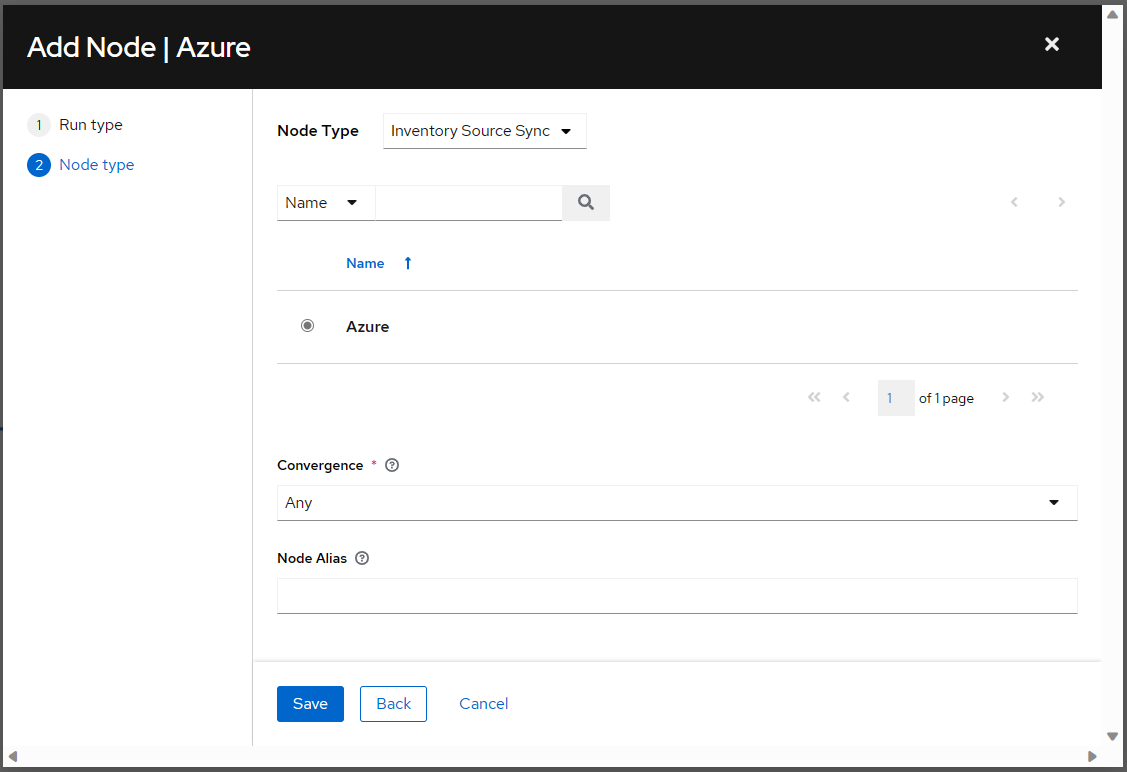 Add Node | Azure
1 Run type
2 Node type
Node Type Inventory Source Sync
Name
Name
Azure
1 of 1 page
Convergence *
Any
Node Alias
Save Back Cancel